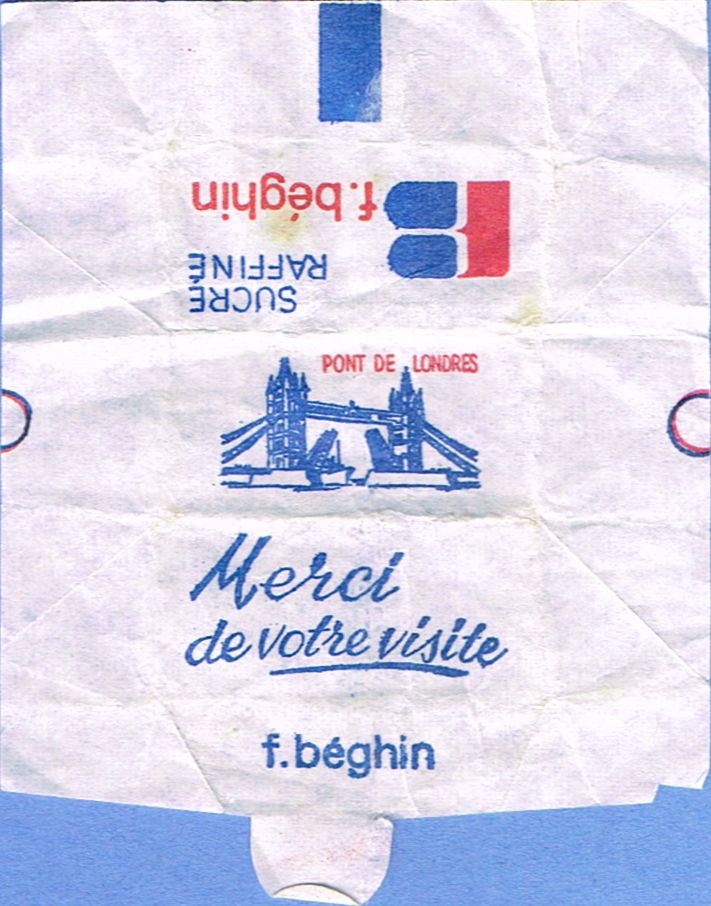 f.béghin
SUCRE
RAFFINÉ
PONT DE LONDRES
Merci
de votre visite
f.béghin